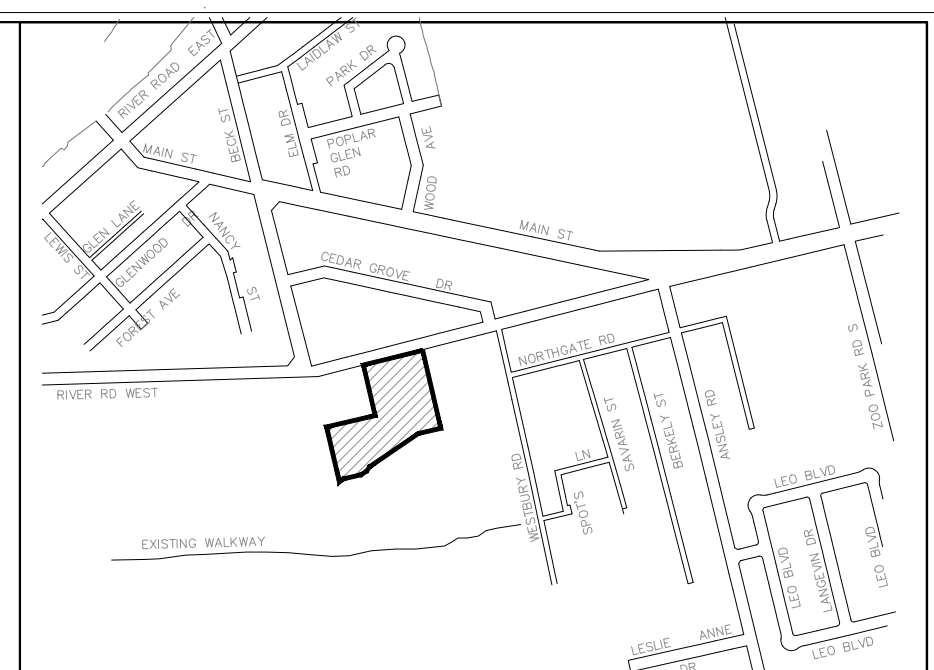 RIVER ROAD EAST
LAIDLAW ST
PARK DR
BECK ST
ELM DR
POPLAR
GLEN
RD
WOOD AVE
MAIN ST
MAIN ST
GLEN LANE
LEWIS ST
GLENWOOD DR
NANCY ST
FOREST AVE
CEDAR GROVE DR
RIVER RD WEST
NORTHGATE RD
ZOO PARK RD S
WESTBURY RD
SPOT'S LN
SAVARIN ST
BERKELY ST
ANSLEY RD
LEO BLVD
LEO BLVD
LANGEVIN DR
LEO BLVD
LEO BLVD
EXISTING WALKWAY
LESLIE ANNE
DR